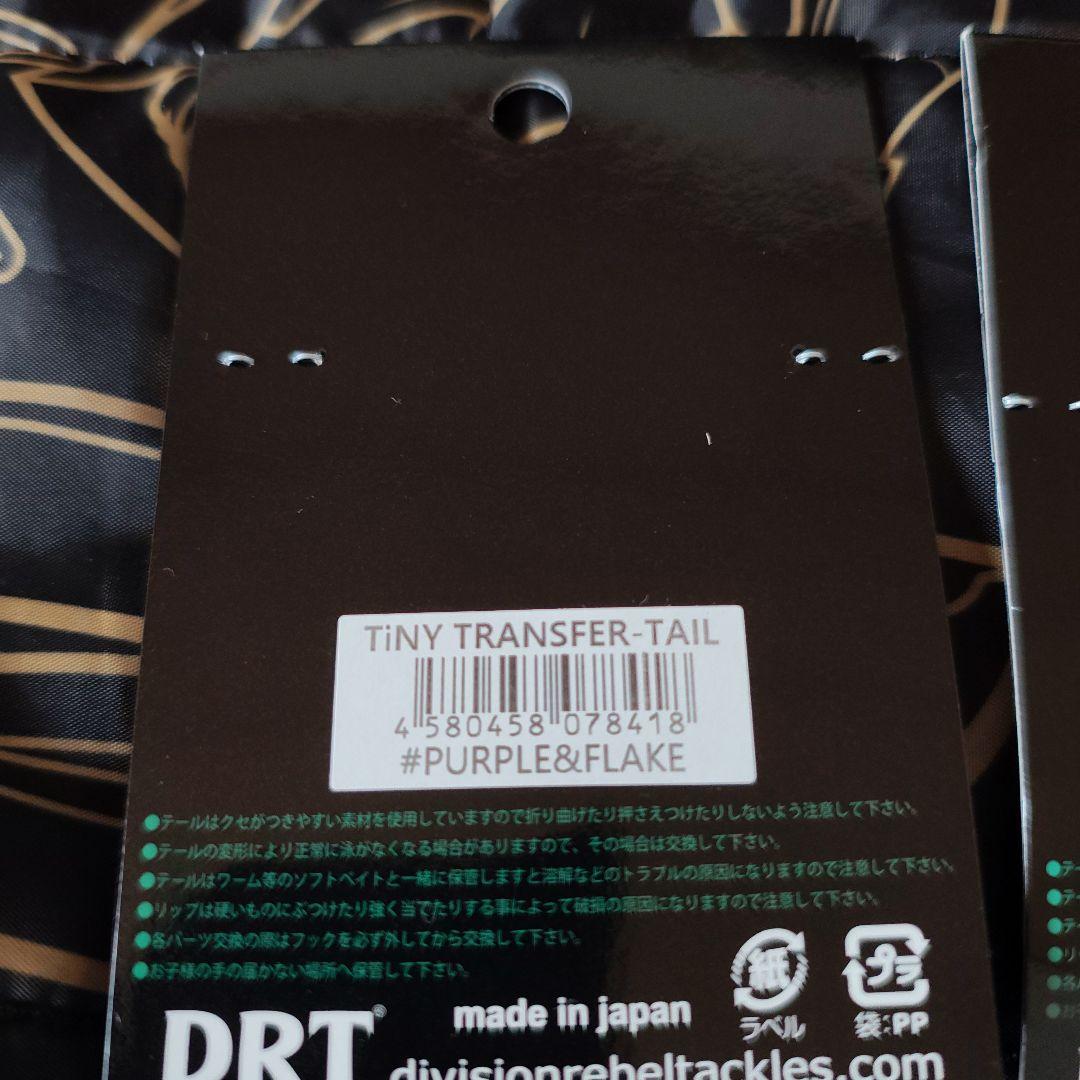 TiNY TRANSFER-TAIL
4 580458 078418
#PURPLE&FLAKE
●テールはクセがつきやすい素材を使用していますので折り曲げたり押さえつけたりしないよう注意して下さい。
●テールの変形により正常に泳がなくなる場合がありますので、その場合は交換して下さい。
●テールはワーム等のソフトベイトと一緒に保管しますと溶解などのトラブルの原因になりますので注意して下さい。
●リップは硬いものにぶつけたり強く当てたりする事によって破損の原因になりますので注意して下さい。
●各パーツ交換の際はフックを必ず外してから交換して下さい。
●お子様の手の届かない場所へ保管して下さい。
紙
ラベル
プラ
袋:PP
made in japan
DRT®
divisionrebeltackles.com
●テー
●テー
●テー
●リ
●各
●お